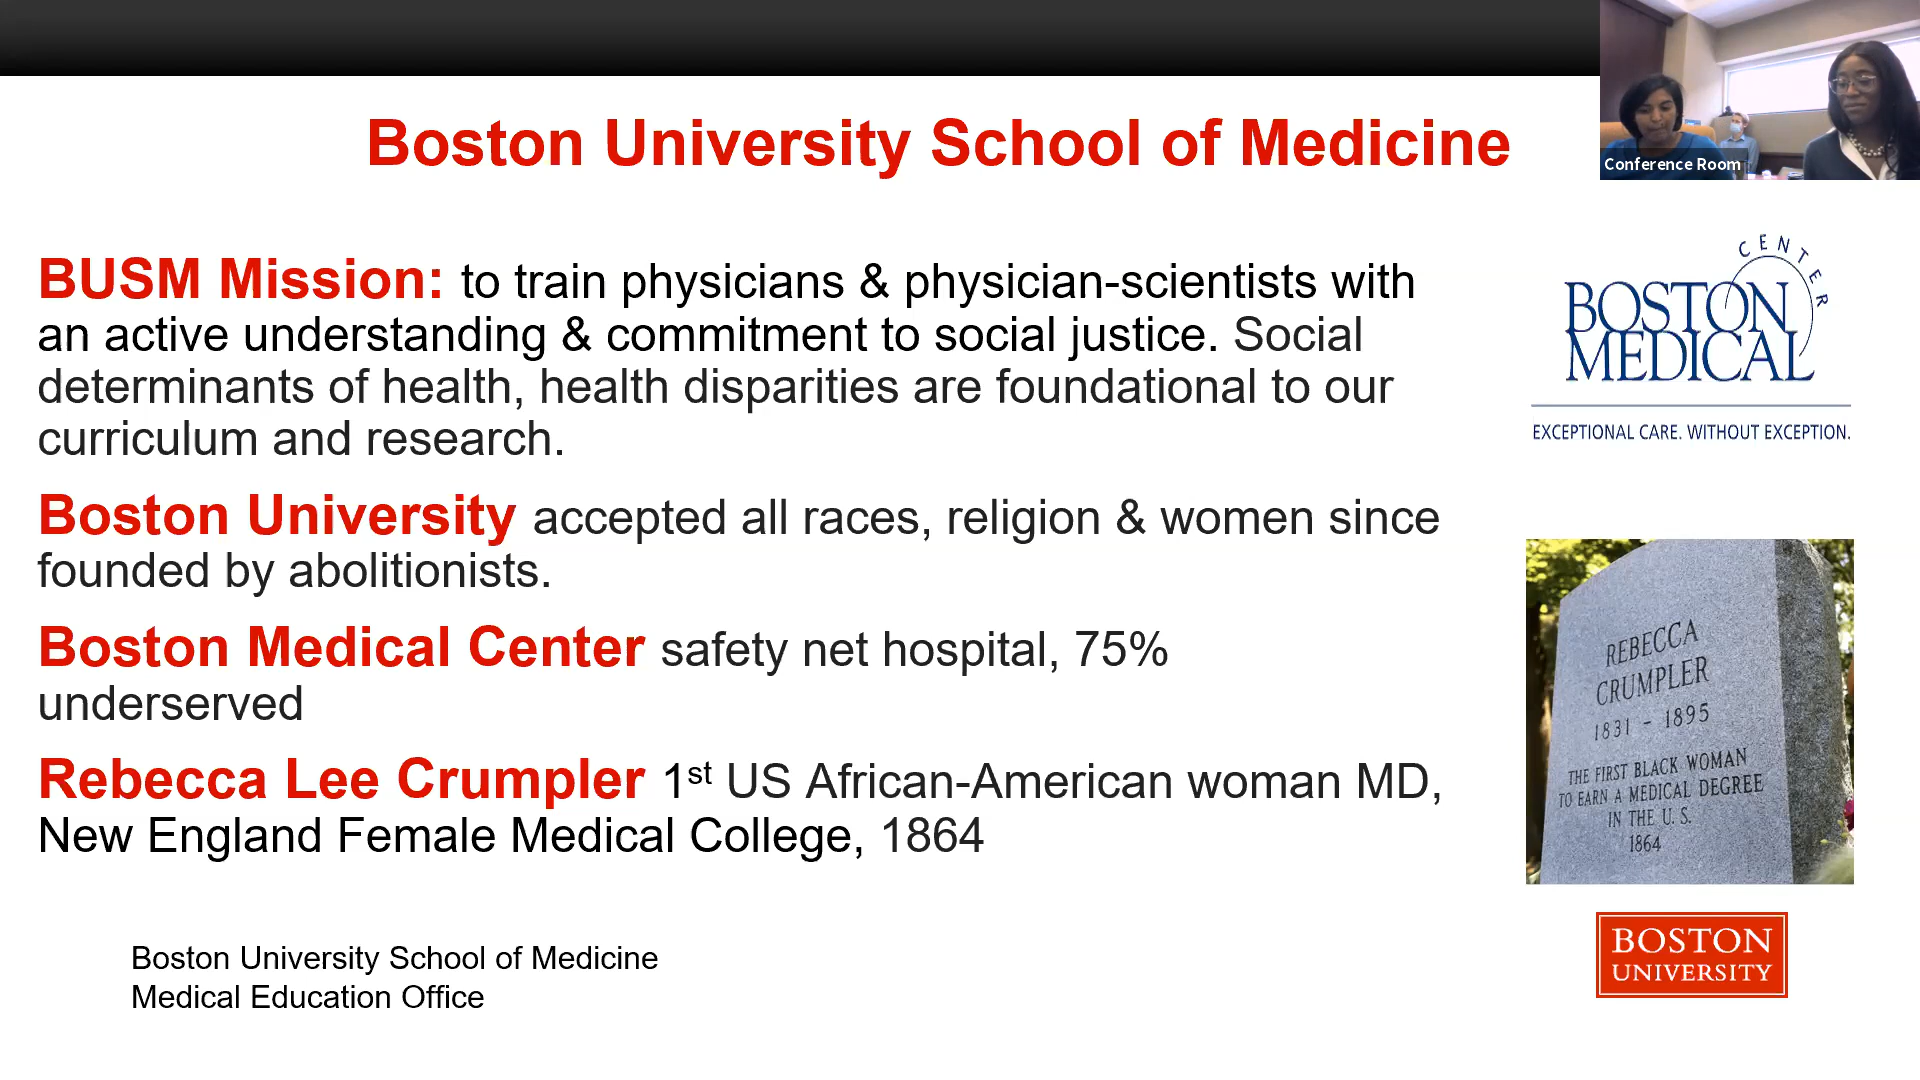 Boston University School of Medicine
Conference Room
BUSM Mission: to train physicians & physician-scientists with
an active understanding & commitment to social justice. Social
determinants of health, health disparities are foundational to our
curriculum and research.
Boston University accepted all races, religion & women since
founded by abolitionists.
Boston Medical Center safety net hospital, 75%
underserved
Rebecca Lee Crumpler 1st US African-American woman MD,
New England Female Medical College, 1864
CENTER
BOSTON
MEDICAL
EXCEPTIONAL CARE. WITHOUT EXCEPTION.
REBECCA
CRUMPLER
1831 - 1895
THE FIRST BLACK WOMAN
TO EARN A MEDICAL DEGREE
IN THE U.S.
1864
Boston University School of Medicine
Medical Education Office
BOSTON
UNIVERSITY